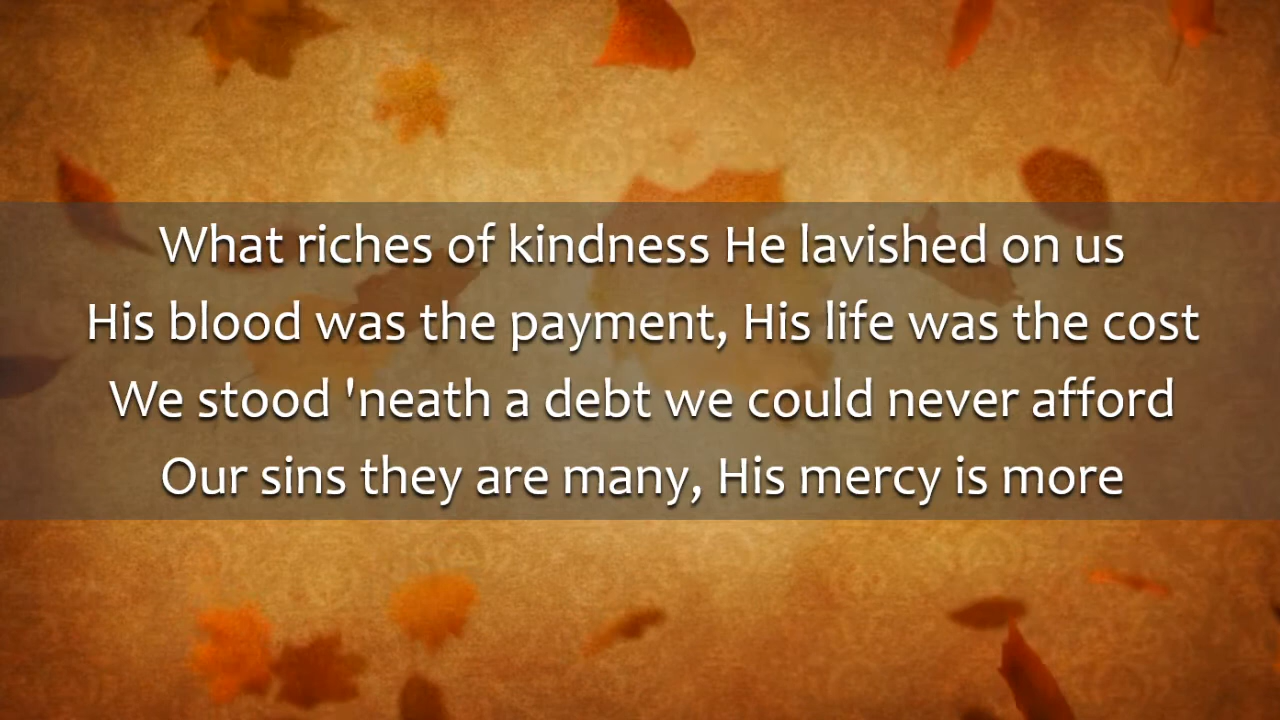 What riches of kindness He lavished on us
His blood was the payment, His life was the cost
We stood 'neath a debt we could never afford
Our sins they are many, His mercy is more